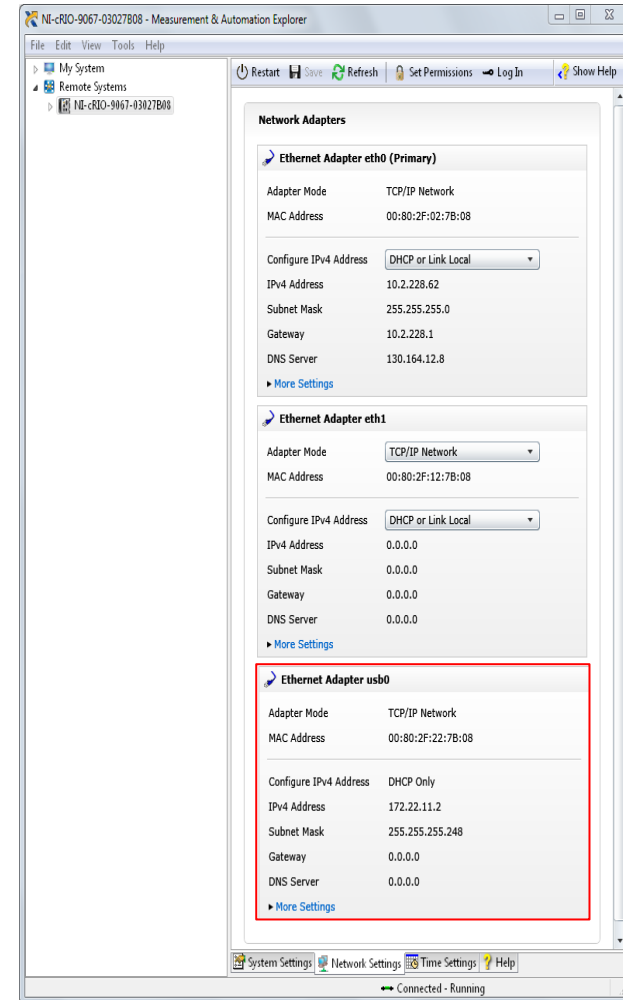 NI-cRIO-9067-03027B08 - Measurement & Automation Explorer
File Edit View Tools Help
My System
Remote Systems
NI-cRIO-9067-03027B08
Restart Save Refresh Set Permissions Log In Show Help
Network Adapters
Ethernet Adapter eth0 (Primary)
Adapter Mode TCP/IP Network
MAC Address 00:80:2F:02:7B:08
Configure IPv4 Address DHCP or Link Local
IPv4 Address 10.2.228.62
Subnet Mask 255.255.255.0
Gateway 10.2.228.1
DNS Server 130.164.12.8
More Settings
Ethernet Adapter eth1
Adapter Mode TCP/IP Network
MAC Address 00:80:2F:12:7B:08
Configure IPv4 Address DHCP or Link Local
IPv4 Address 0.0.0.0
Subnet Mask 0.0.0.0
Gateway 0.0.0.0
DNS Server 0.0.0.0
More Settings
Ethernet Adapter usb0
Adapter Mode TCP/IP Network
MAC Address 00:80:2F:22:7B:08
Configure IPv4 Address DHCP Only
IPv4 Address 172.22.11.2
Subnet Mask 255.255.255.248
Gateway 0.0.0.0
DNS Server 0.0.0.0
More Settings
System Settings Network Settings Time Settings Help
Connected - Running